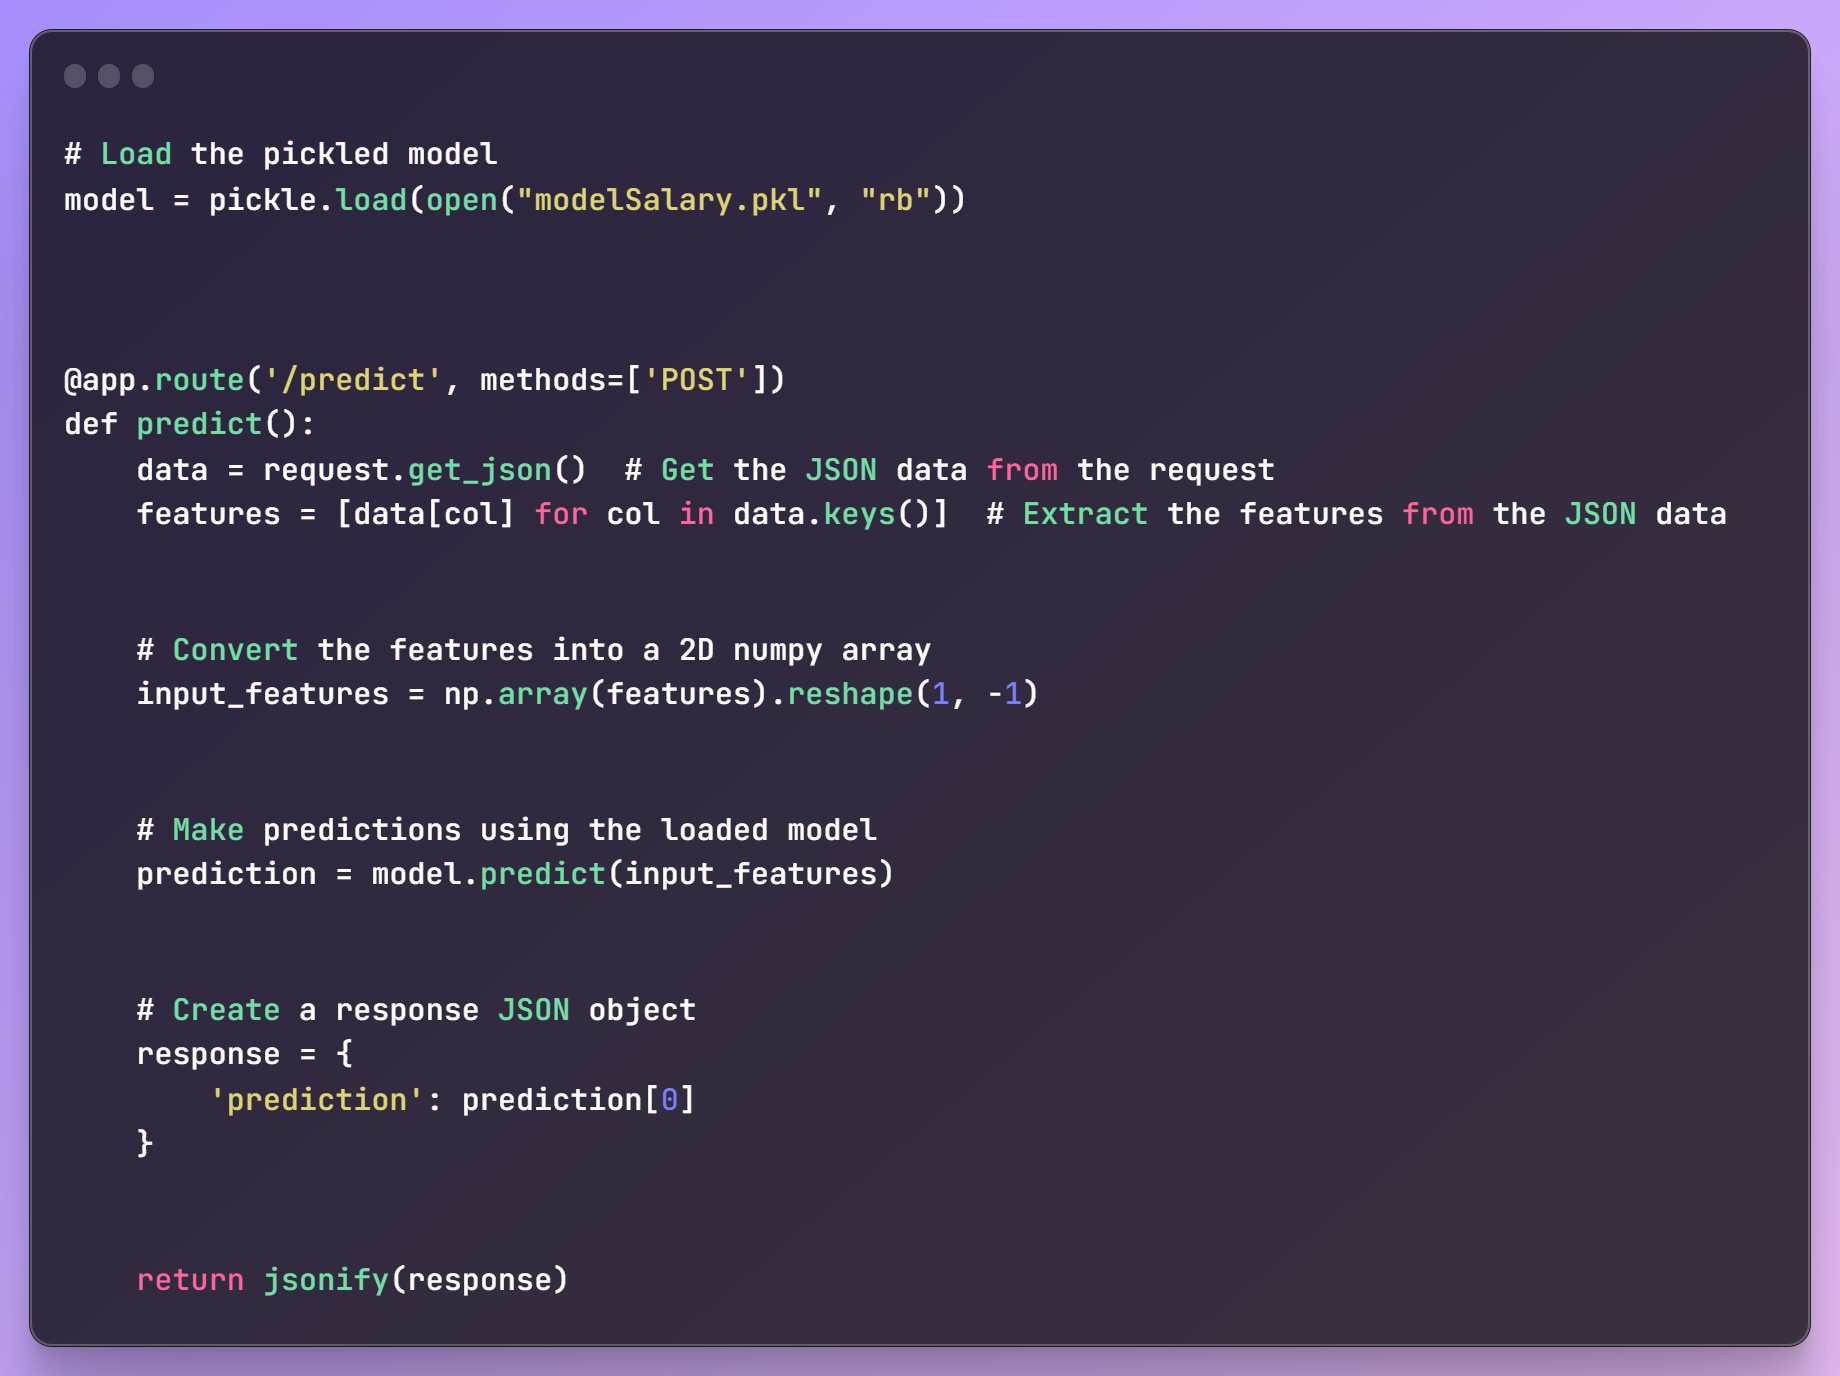 # Load the pickled model
model = pickle.load(open("modelSalary.pkl", "rb"))
@app.route('/predict', methods=['POST'])
def predict():
    data = request.get_json()  # Get the JSON data from the request
    features = [data[col] for col in data.keys()]  # Extract the features from the JSON data
    # Convert the features into a 2D numpy array
    input_features = np.array(features).reshape(1, -1)
    # Make predictions using the loaded model
    prediction = model.predict(input_features)
    # Create a response JSON object
    response = {
        'prediction': prediction[0]
    }
    return jsonify(response)